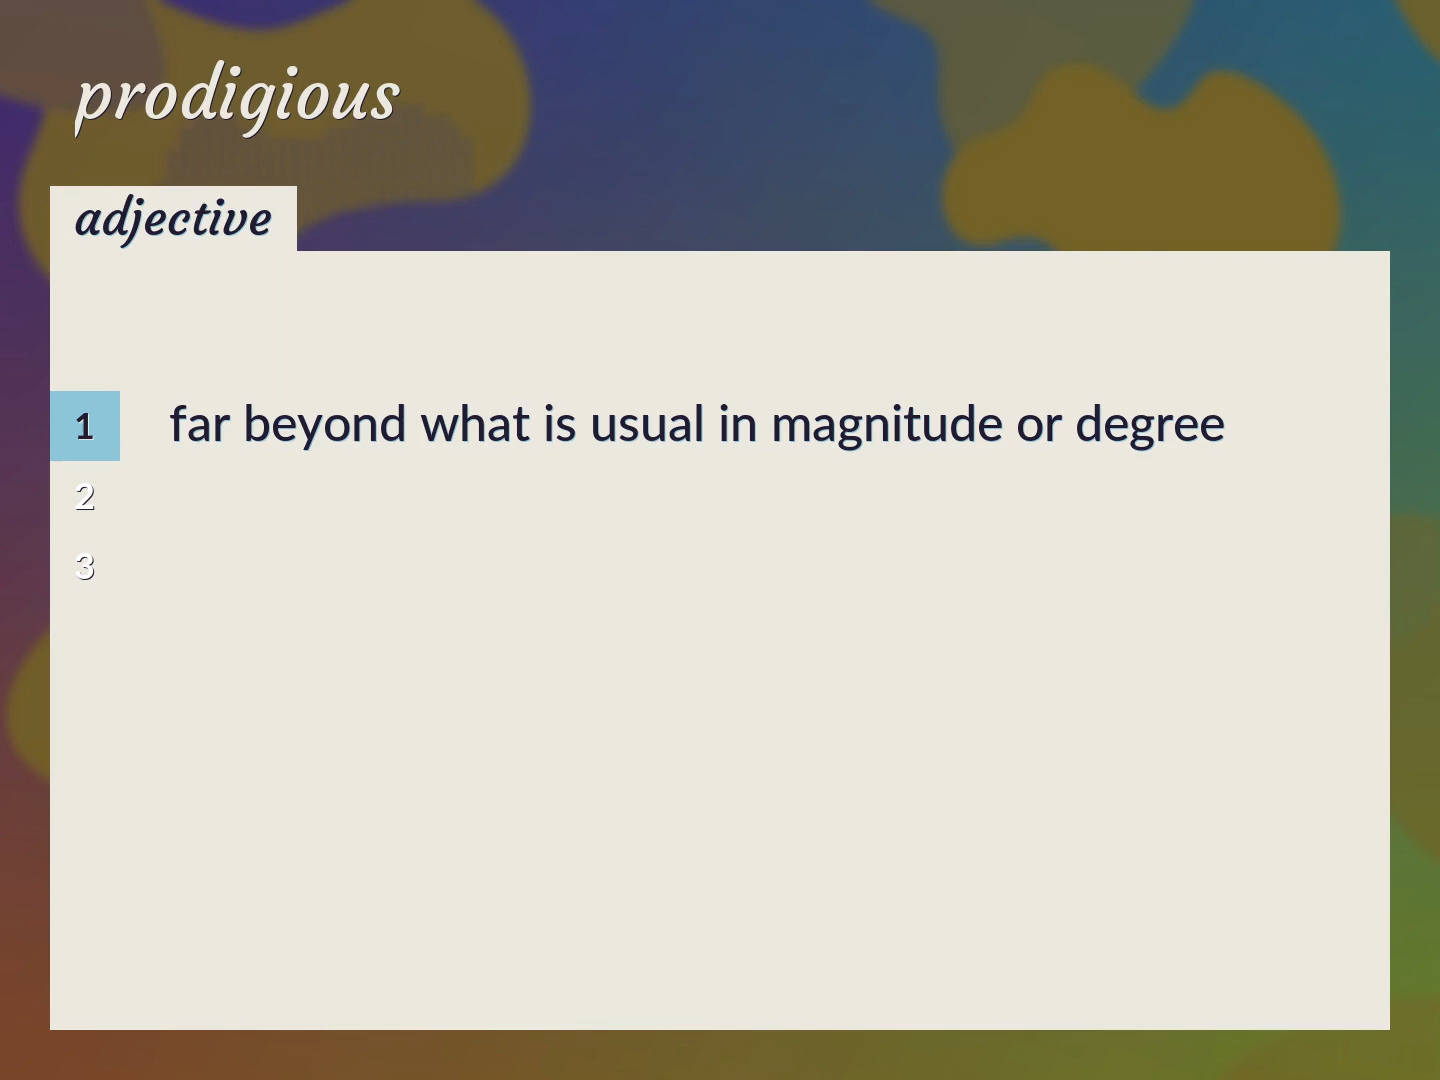 prodigious
adjective
1 far beyond what is usual in magnitude or degree
2
3